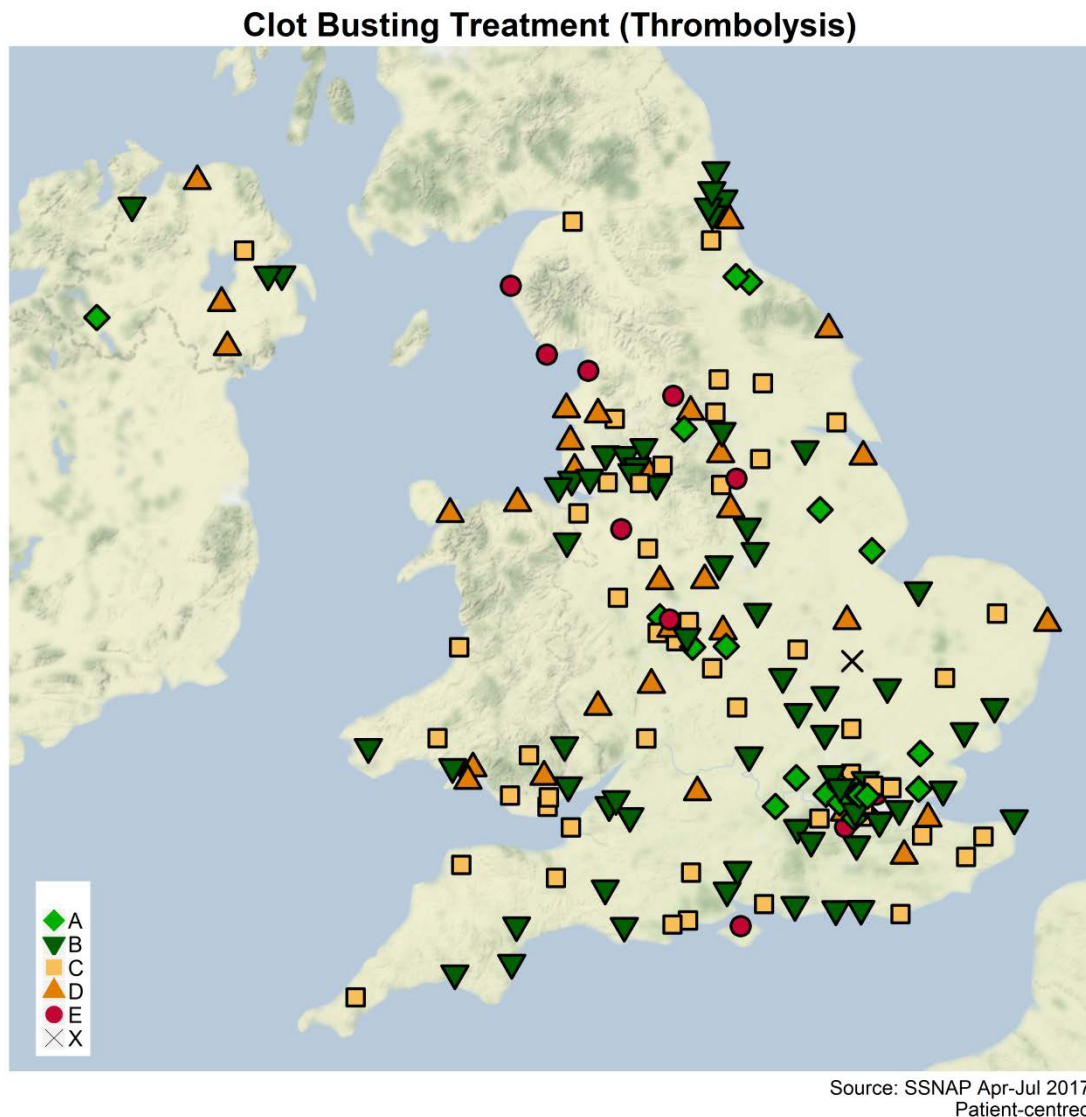 Clot Busting Treatment (Thrombolysis)
A
B
C
D
E
X
Source: SSNAP Apr-Jul 2017
Patient-centred